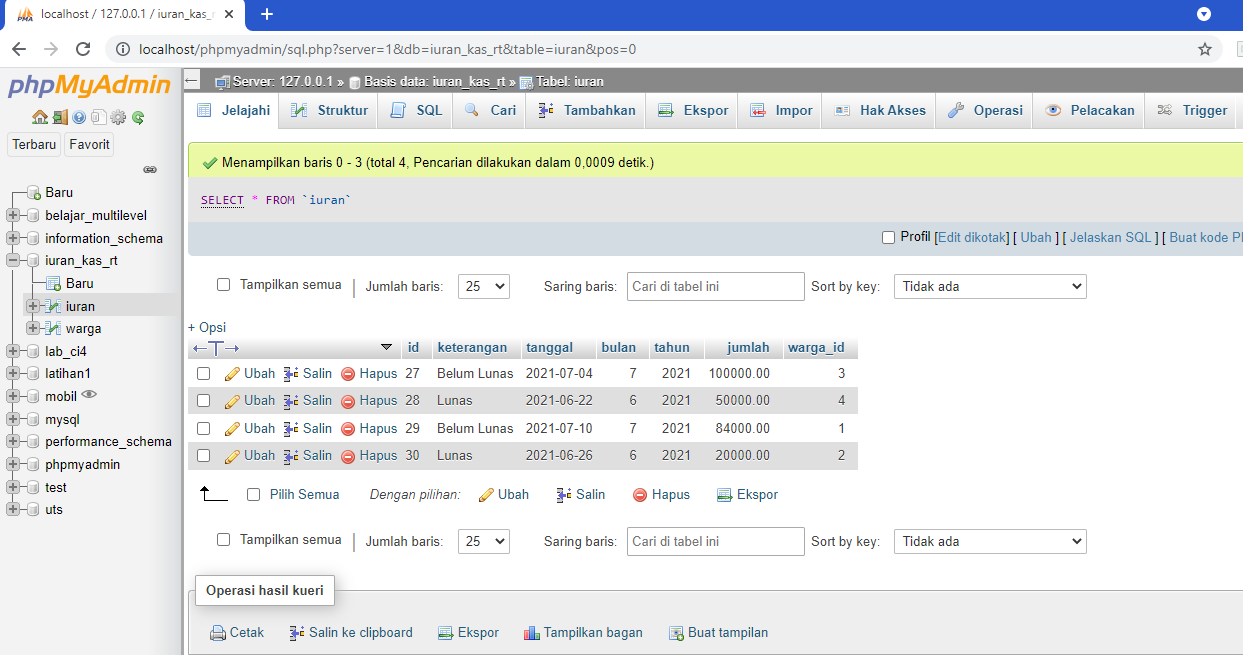 localhost / 127.0.0.1 / iuran_kas_r
localhost/phpmyadmin/sql.php?server=1&db=iuran_kas_rt&table=iuran&pos=0
phpMyAdmin
Terbaru Favorit
Baru
belajar_multilevel
information_schema
iuran_kas_rt
Baru
iuran
warga
lab_ci4
latihan1
mobil
mysql
performance_schema
phpmyadmin
test
uts
Server: 127.0.0.1 » Basis data: iuran_kas_rt » Tabel: iuran
Jelajahi Struktur SQL Cari Tambahkan Ekspor Impor Hak Akses Operasi Pelacakan Trigger
Menampilkan baris 0 - 3 (total 4, Pencarian dilakukan dalam 0,0009 detik.)
SELECT * FROM `iuran`
Profil [Edit dikotak] [ Ubah ] [ Jelaskan SQL ] [ Buat kode
Tampilkan semua Jumlah baris: 25 Saring baris: Cari di tabel ini Sort by key: Tidak ada
+ Opsi
←T→ id keterangan tanggal bulan tahun jumlah warga_id
Ubah Salin Hapus 27 Belum Lunas 2021-07-04 7 2021 100000.00 3
Ubah Salin Hapus 28 Lunas 2021-06-22 6 2021 50000.00 4
Ubah Salin Hapus 29 Belum Lunas 2021-07-10 7 2021 84000.00 1
Ubah Salin Hapus 30 Lunas 2021-06-26 6 2021 20000.00 2
Pilih Semua Dengan pilihan: Ubah Salin Hapus Ekspor
Tampilkan semua Jumlah baris: 25 Saring baris: Cari di tabel ini Sort by key: Tidak ada
Operasi hasil kueri
Cetak Salin ke clipboard Ekspor Tampilkan bagan Buat tampilan